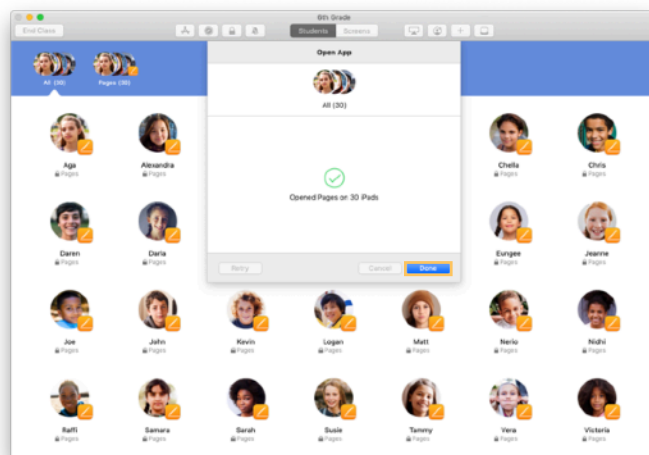 6th Grade
End Class
Students Screens
Open App
All (30)
Pages (30)
All (30)
Opened Pages on 30 iPads
Retry Cancel Done
Aga Alexandra Chella Chris
Pages Pages Pages Pages
Daren Darla Eungee Jeanne
Pages Pages Pages Pages
Joe John Kevin Logan Matt Nerio Nidhi
Pages Pages Pages Pages Pages Pages Pages
Raffi Samara Sarah Susie Tammy Vera Victoria
Pages Pages Pages Pages Pages Pages Pages